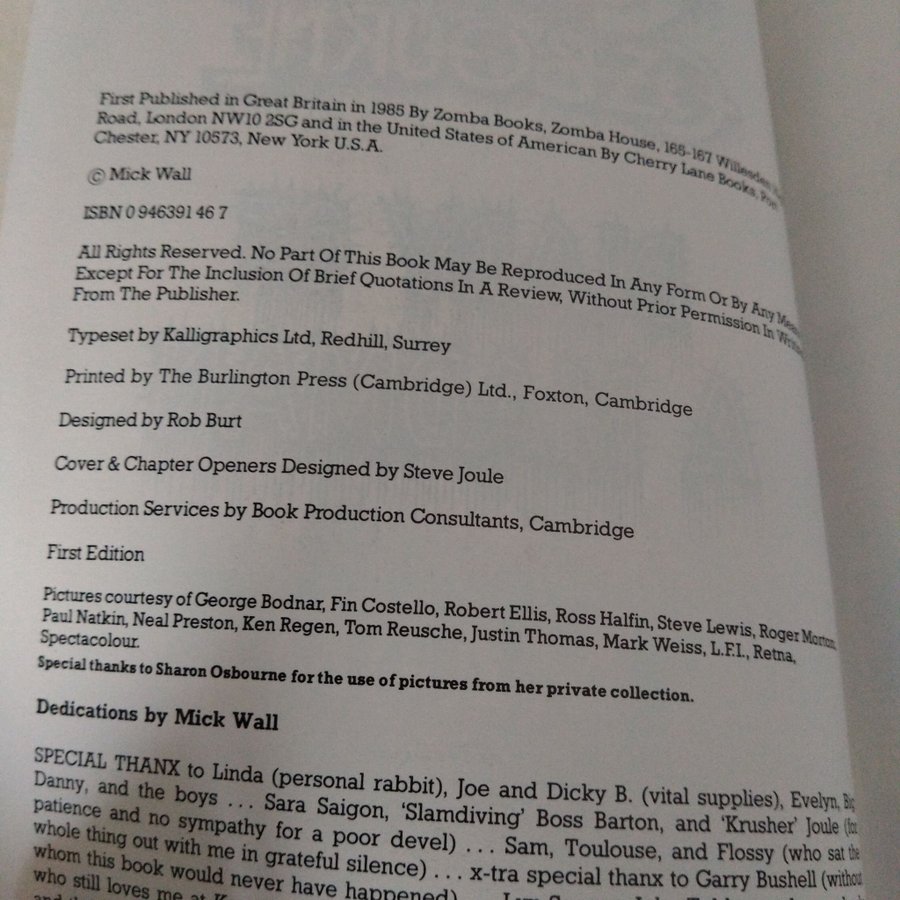 First Published in Great Britain in 1985 By Zomba Books, Zomba House, 165-167 Willesden
Road, London NW10 2SG and in the United States of American By Cherry Lane Books, Port
Chester, NY 10573, New York U.S.A.
© Mick Wall
ISBN 0 946391 46 7
All Rights Reserved. No Part Of This Book May Be Reproduced In Any Form Or By Any
Except For The Inclusion Of Brief Quotations In A Review, Without Prior Permission In
From The Publisher.
Typeset by Kalligraphics Ltd, Redhill, Surrey
Printed by The Burlington Press (Cambridge) Ltd., Foxton, Cambridge
Designed by Rob Burt
Cover & Chapter Openers Designed by Steve Joule
Production Services by Book Production Consultants, Cambridge
First Edition
Pictures courtesy of George Bodnar, Fin Costello, Robert Ellis, Ross Halfin, Steve Lewis, Roger Morton,
Paul Natkin, Neal Preston, Ken Regen, Tom Reusche, Justin Thomas, Mark Weiss, L.F.I., Retna,
Spectacolour.
Special thanks to Sharon Osbourne for the use of pictures from her private collection.
Dedications by Mick Wall
SPECIAL THANX to Linda (personal rabbit), Joe and Dicky B. (vital supplies), Evelyn, Big
Danny, and the boys ... Sara Saigon, 'Slamdiving' Boss Barton, and 'Krusher' Joule (for
patience and no sympathy for a poor devel) ... Sam, Toulouse, and Flossy (who sat the
whole thing out with me in grateful silence) ... x-tra special thanx to Garry Bushell (without
whom this book would never have happened)
who still loves me at